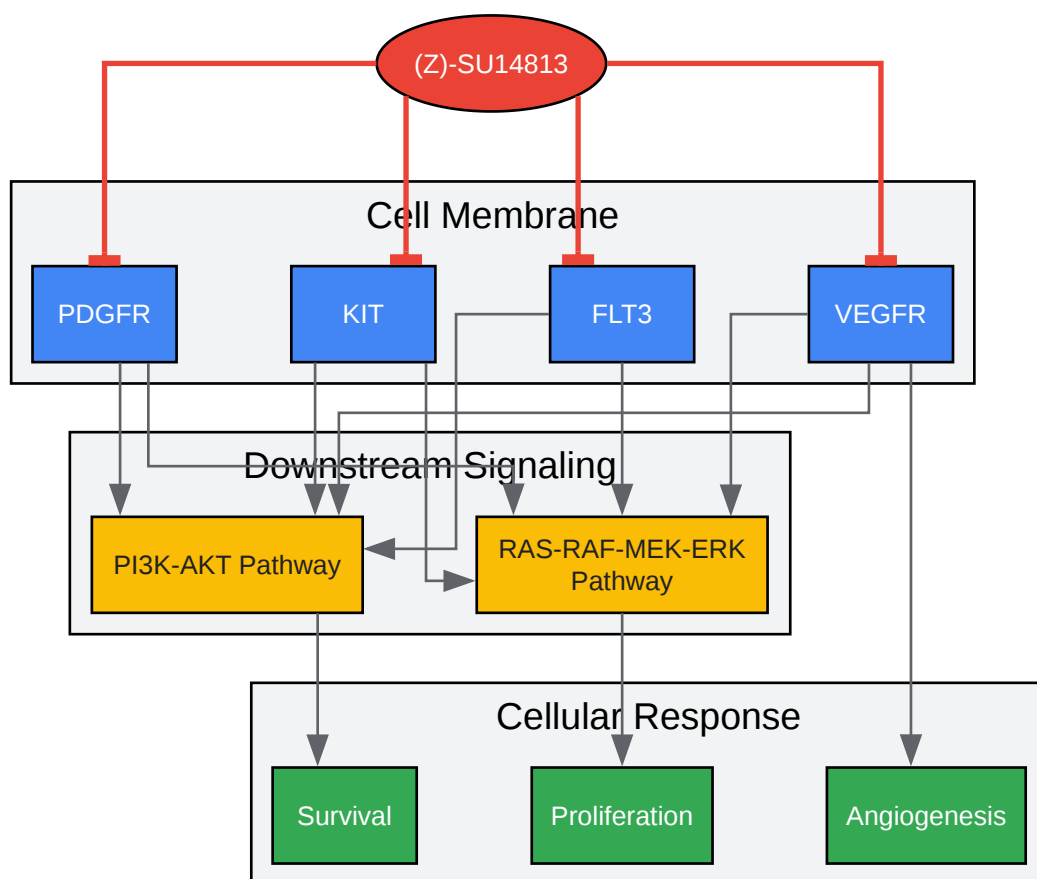 (Z)-SU14813
Cell Membrane
PDGFR
KIT
FLT3
VEGFR
Downstream Signaling
PI3K-AKT Pathway
RAS-RAF-MEK-ERK
Pathway
Cellular Response
Survival
Proliferation
Angiogenesis